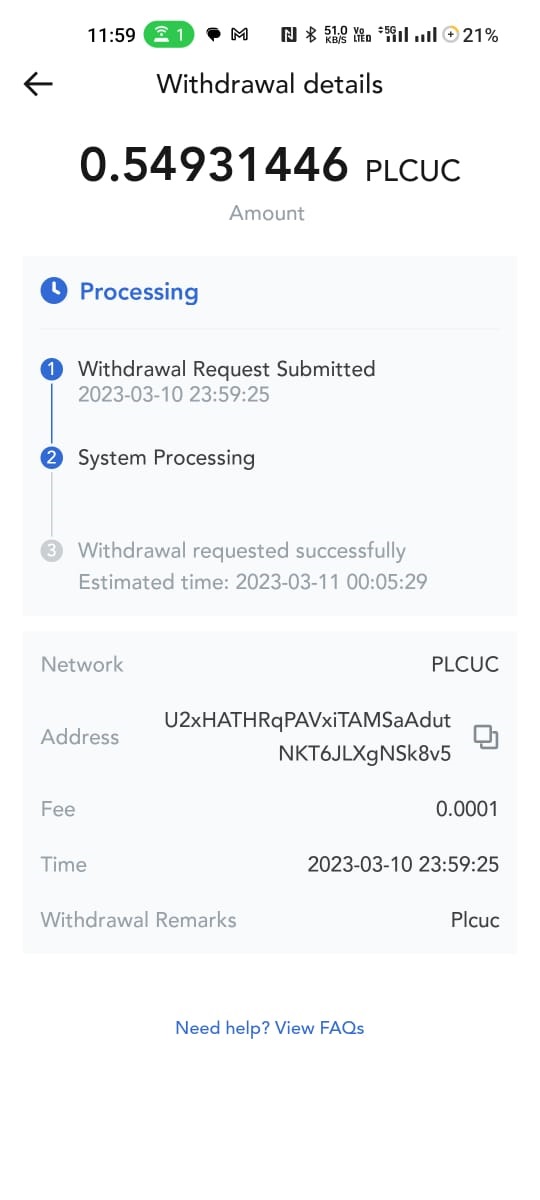 11:59 1 51.0 KB/S Vo LTE 5G 21%
Withdrawal details
0.54931446 PLCUC
Amount
Processing
1 Withdrawal Request Submitted
2023-03-10 23:59:25
2 System Processing
3 Withdrawal requested successfully
Estimated time: 2023-03-11 00:05:29
Network PLCUC
Address U2xHATHRqPAVxiTAMSaAdut
NKT6JLXgNSk8v5
Fee 0.0001
Time 2023-03-10 23:59:25
Withdrawal Remarks Plcuc
Need help? View FAQs